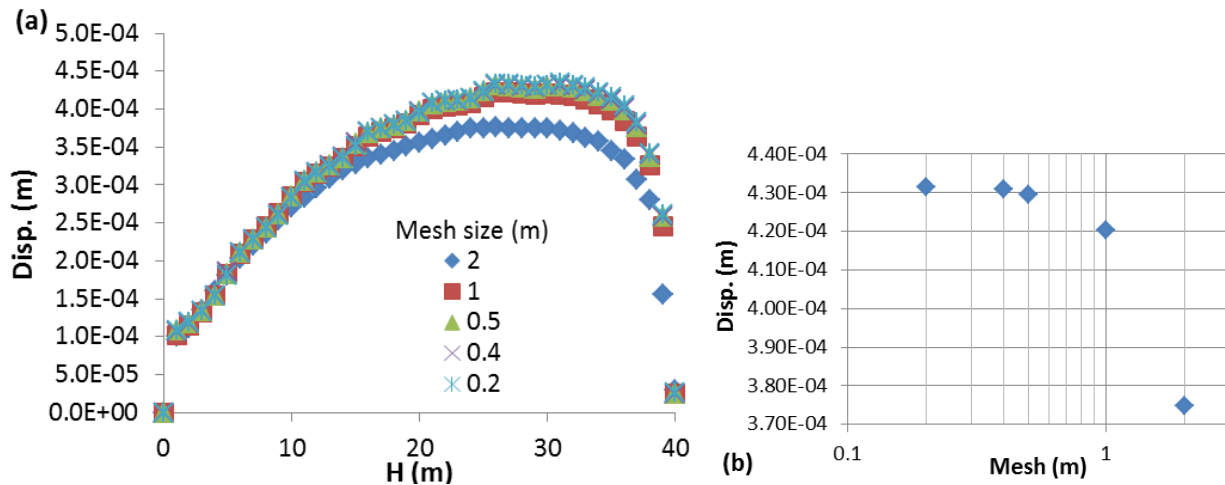 (a)
5.0E-04
4.5E-04
4.0E-04
3.5E-04
3.0E-04
2.5E-04
2.0E-04
1.5E-04
1.0E-04
5.0E-05
0.0E+00
Disp. (m)
Mesh size (m)
2
1
0.5
0.4
0.2
0 10 20 30 40
H (m)
4.40E-04
4.30E-04
4.20E-04
4.10E-04
4.00E-04
3.90E-04
3.80E-04
3.70E-04
Disp. (m)
0.1 1
(b) Mesh (m)